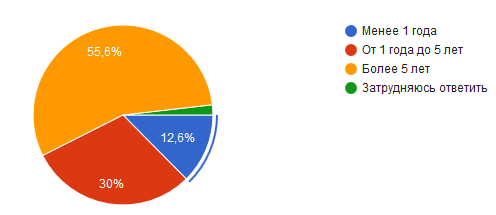 55,6%
12,6%
30%
Менее 1 года
От 1 года до 5 лет
Более 5 лет
Затрудняюсь ответить